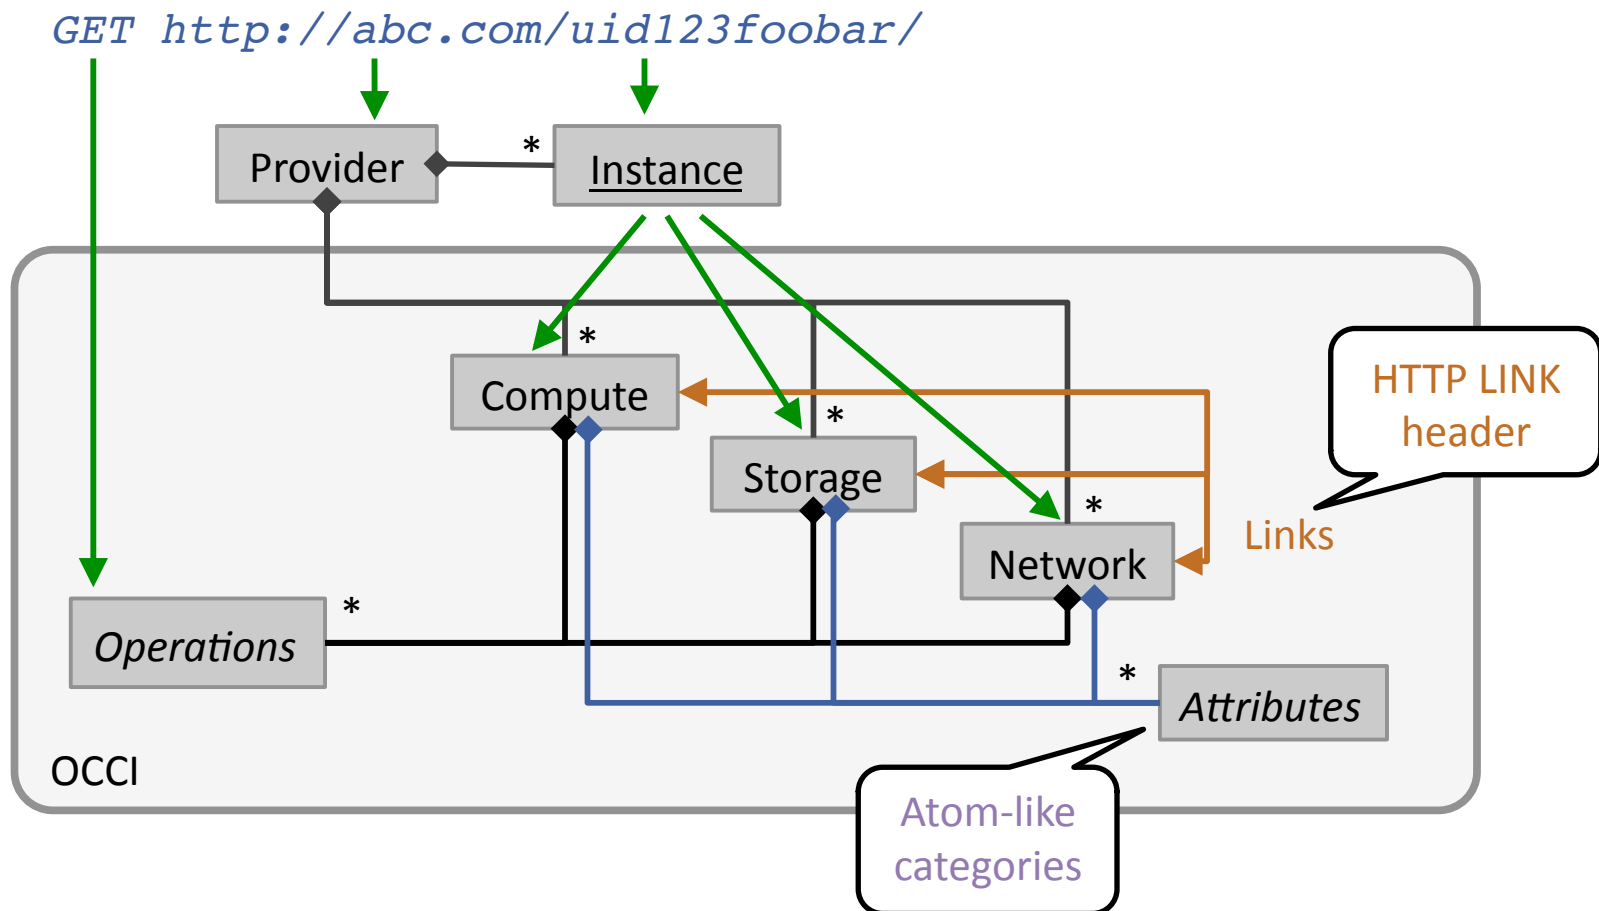 GET http://abc.com/uid123foobar/
Provider
*
Instance
*
Compute
HTTP LINK
header
*
Storage
*
Links
Network
*
Operations
*
Attributes
OCCI
Atom-like
categories